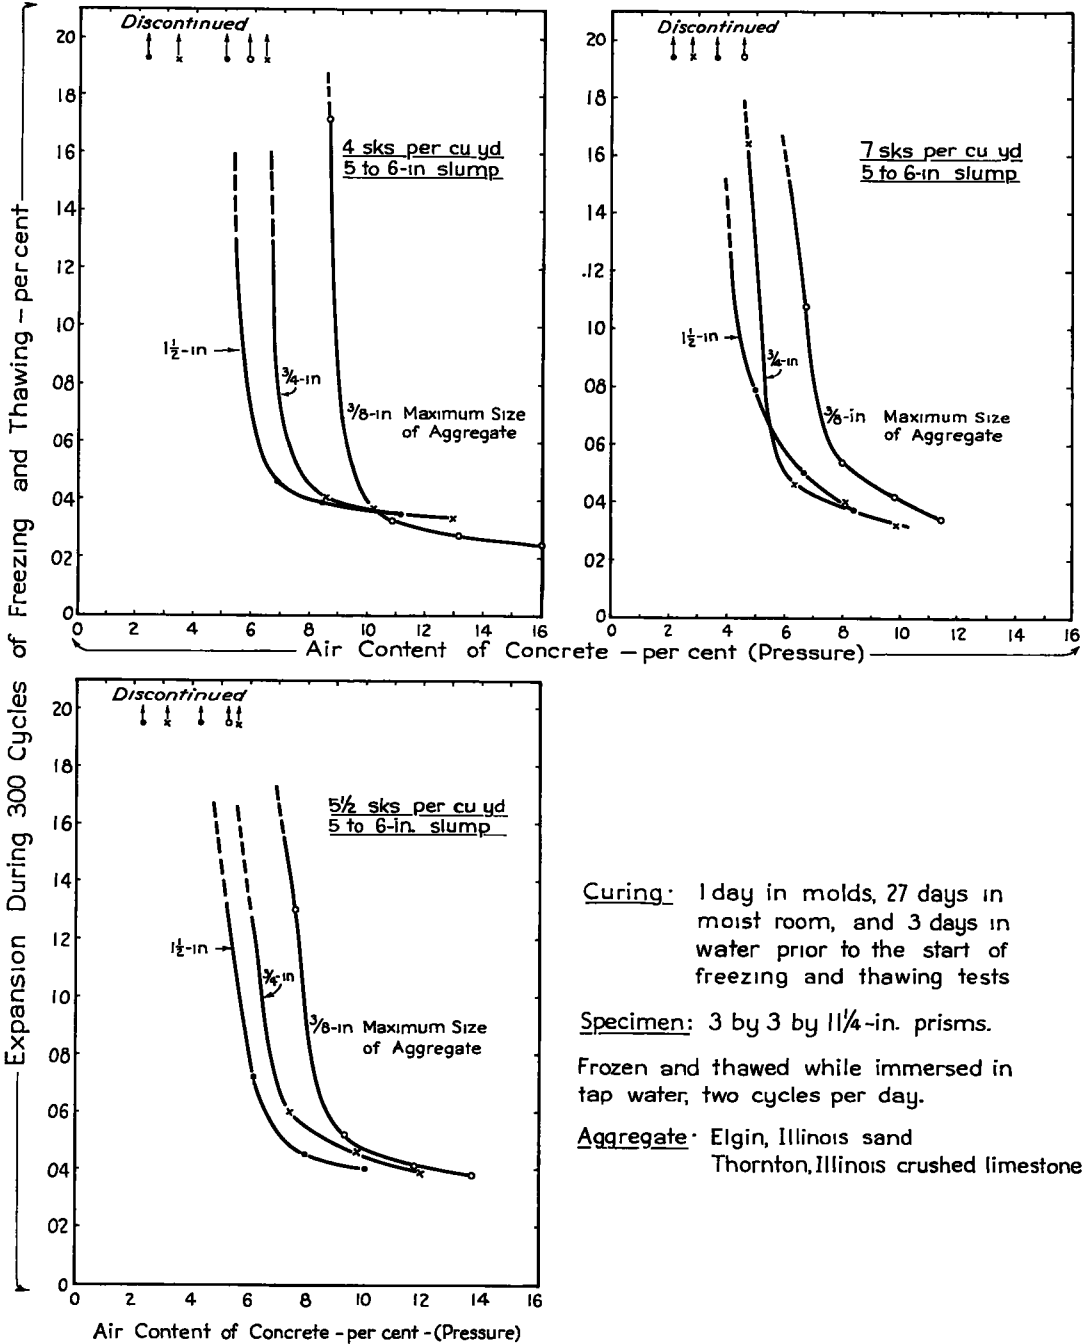 Expansion During 300 Cycles of Freezing and Thawing – per cent
Discontinued
20
18
16
14
12
10
08
06
04
02
0
4 sks per cu yd
5 to 6-in slump
1½-in
¾-in
3/8-in Maximum Size
of Aggregate
0 2 4 6 8 10 12 14 16
Discontinued
20
18
16
14
.12
10
08
06
04
02
0
7 sks per cu yd
5 to 6-in slump
1½-in
¾-in
3/8-in Maximum Size
of Aggregate
0 2 4 6 8 10 12 14 16
Air Content of Concrete – per cent (Pressure)
Discontinued
20
18
16
14
12
10
08
06
04
02
0
5½ sks per cu yd
5 to 6-in. slump
1½-in
¾-in
3/8-in Maximum Size
of Aggregate
0 2 4 6 8 10 12 14 16
Air Content of Concrete - per cent - (Pressure)
Curing· 1 day in molds, 27 days in
moist room, and 3 days in
water prior to the start of
freezing and thawing tests
Specimen: 3 by 3 by 11¼-in. prisms.
Frozen and thawed while immersed in
tap water, two cycles per day.
Aggregate· Elgin, Illinois sand
Thornton, Illinois crushed limestone